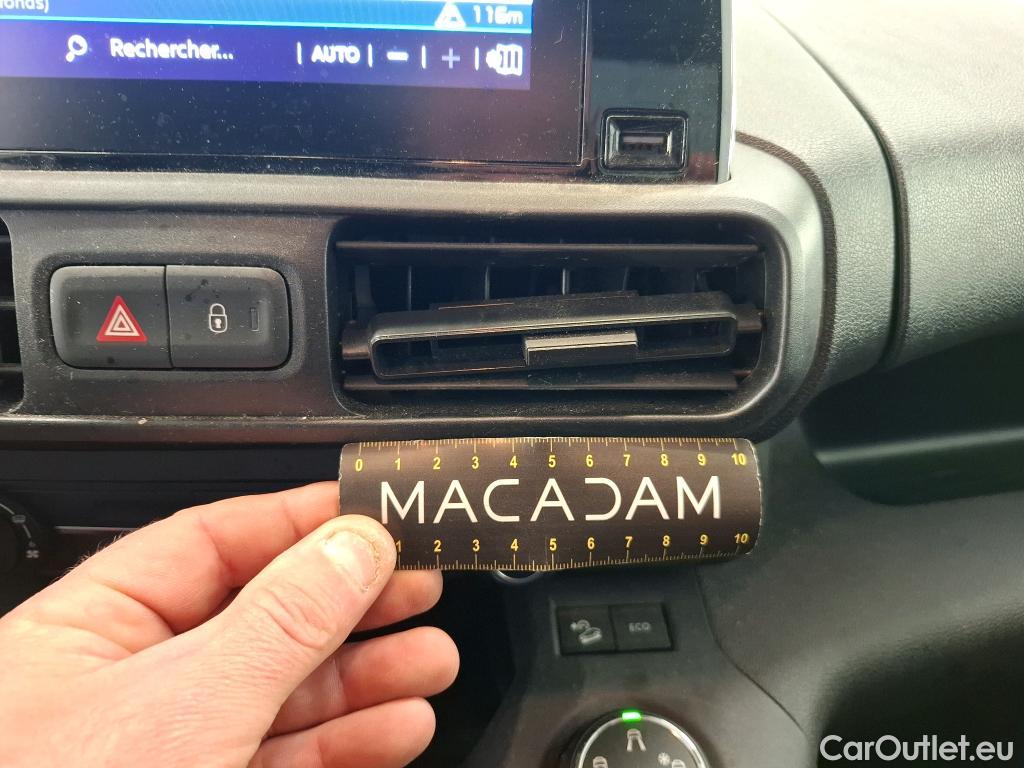 onds)
116m
Rechercher... | AUTO | − | + |
0 1 2 3 4 5 6 7 8 9 10
MACADAM
1 2 3 4 5 6 7 8 9 10
ECO
CarOutlet.eu